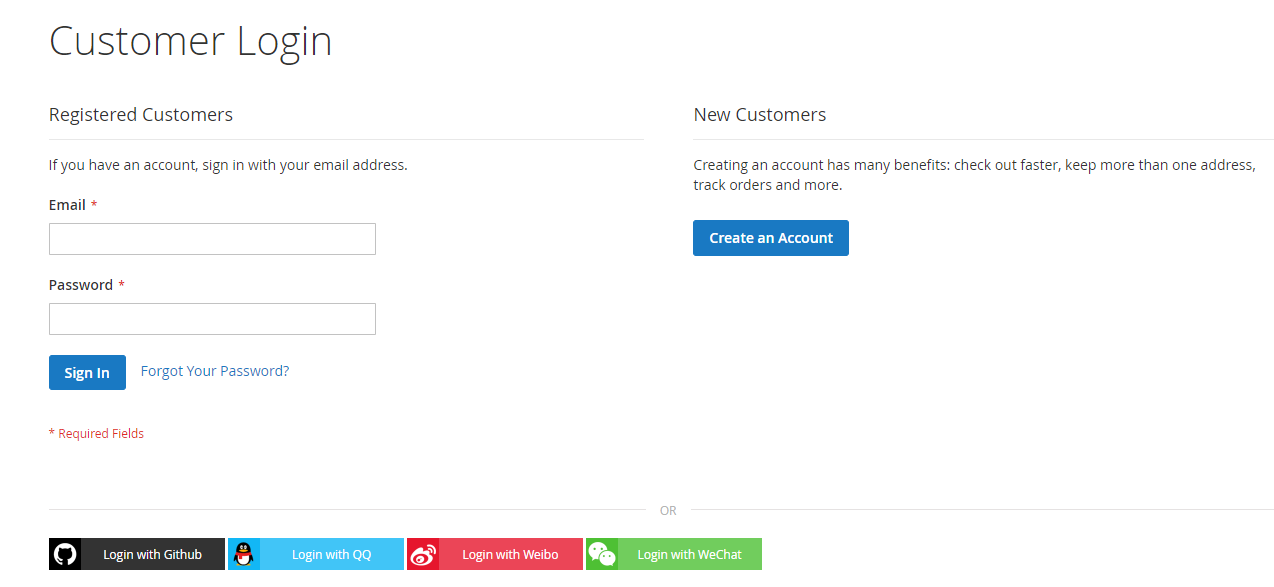 Customer Login
Registered Customers
If you have an account, sign in with your email address.
Email *
Password *
Sign In
Forgot Your Password?
* Required Fields
New Customers
Creating an account has many benefits: check out faster, keep more than one address,
track orders and more.
Create an Account
OR
Login with Github
Login with QQ
Login with Weibo
Login with WeChat